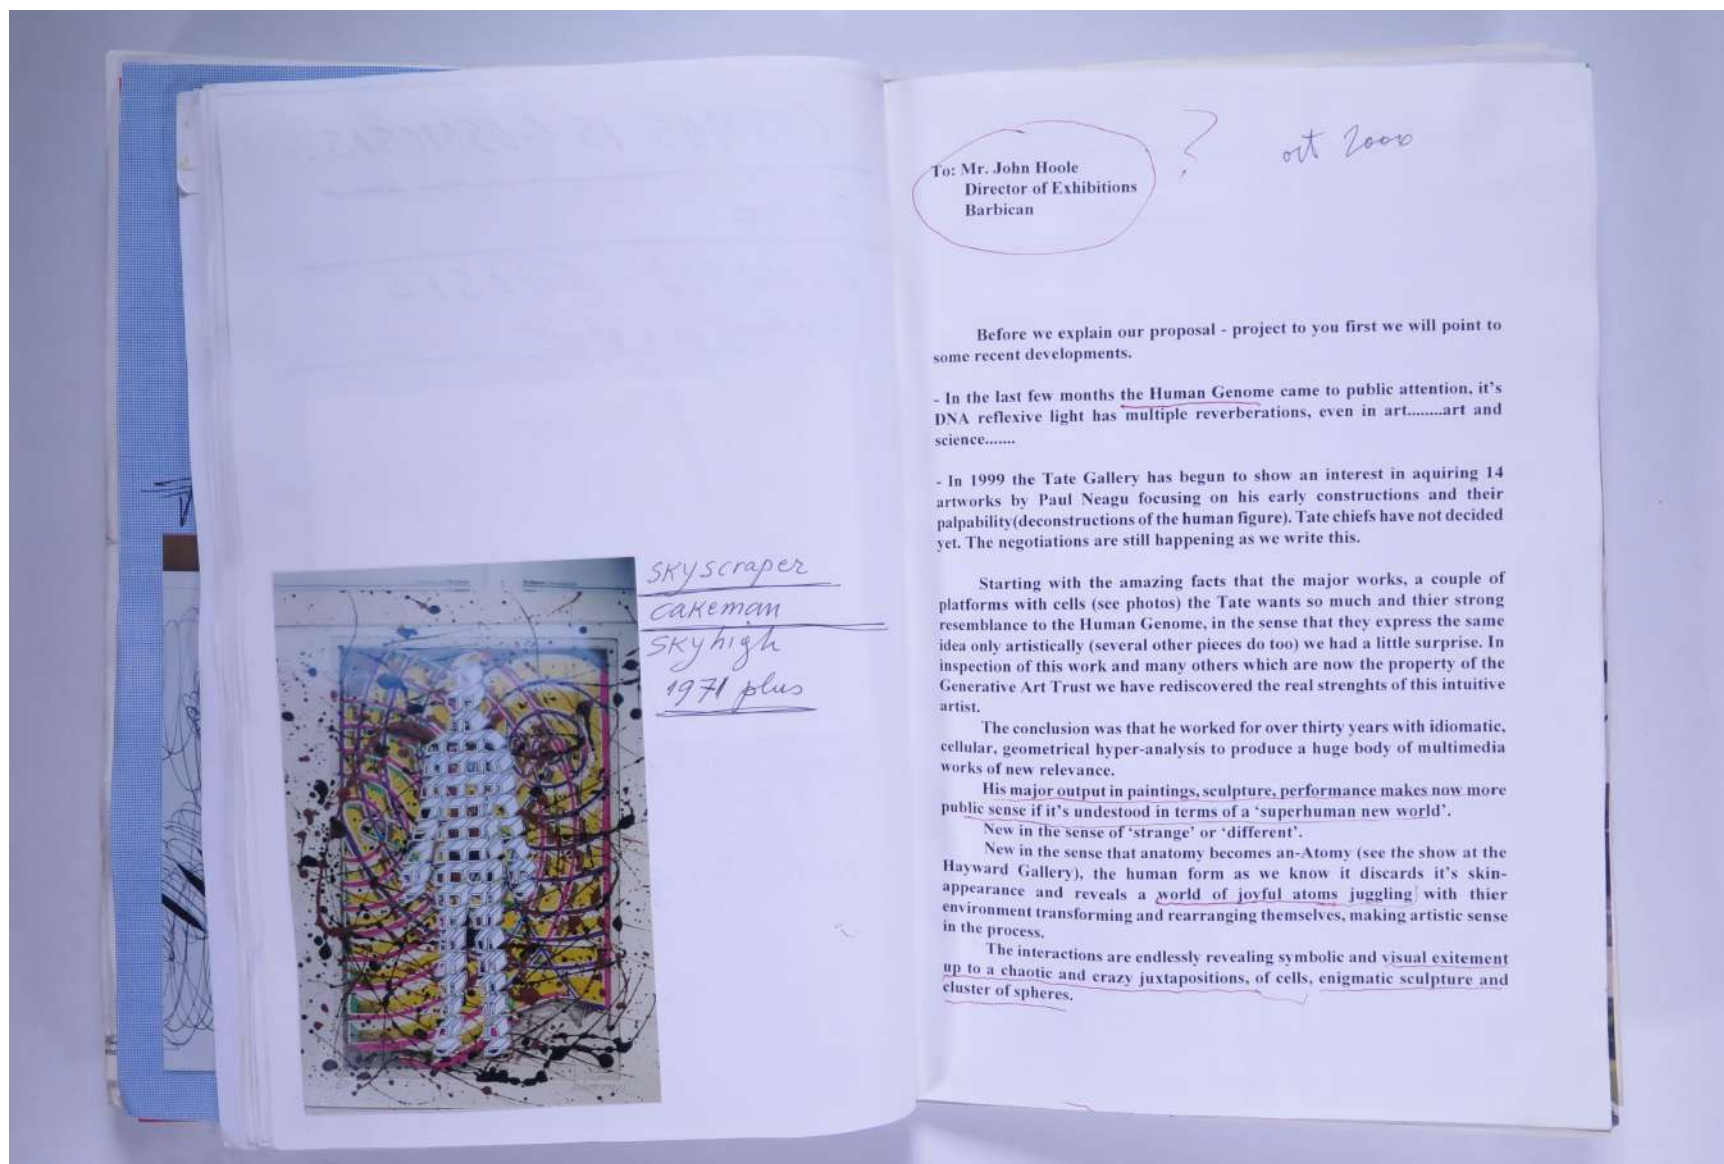 SKYscraper
cakeman
SKYhigh
1971 plus
?
oct 2000
To: Mr. John Hoole
Director of Exhibitions
Barbican
Before we explain our proposal - project to you first we will point to
some recent developments.
- In the last few months the Human Genome came to public attention, it's
DNA reflexive light has multiple reverberations, even in art........art and
science.......
- In 1999 the Tate Gallery has begun to show an interest in aquiring 14
artworks by Paul Neagu focusing on his early constructions and their
palpability(deconstructions of the human figure). Tate chiefs have not decided
yet. The negotiations are still happening as we write this.
Starting with the amazing facts that the major works, a couple of
platforms with cells (see photos) the Tate wants so much and thier strong
resemblance to the Human Genome, in the sense that they express the same
idea only artistically (several other pieces do too) we had a little surprise. In
inspection of this work and many others which are now the property of the
Generative Art Trust we have rediscovered the real strenghts of this intuitive
artist.
The conclusion was that he worked for over thirty years with idiomatic,
cellular, geometrical hyper-analysis to produce a huge body of multimedia
works of new relevance.
His major output in paintings, sculpture, performance makes now more
public sense if it's undestood in terms of a 'superhuman new world'.
New in the sense of 'strange' or 'different'.
New in the sense that anatomy becomes an-Atomy (see the show at the
Hayward Gallery), the human form as we know it discards it's skin-
appearance and reveals a world of joyful atoms juggling with thier
environment transforming and rearranging themselves, making artistic sense
in the process.
The interactions are endlessly revealing symbolic and visual exitement
up to a chaotic and crazy juxtapositions, of cells, enigmatic sculpture and
cluster of spheres.